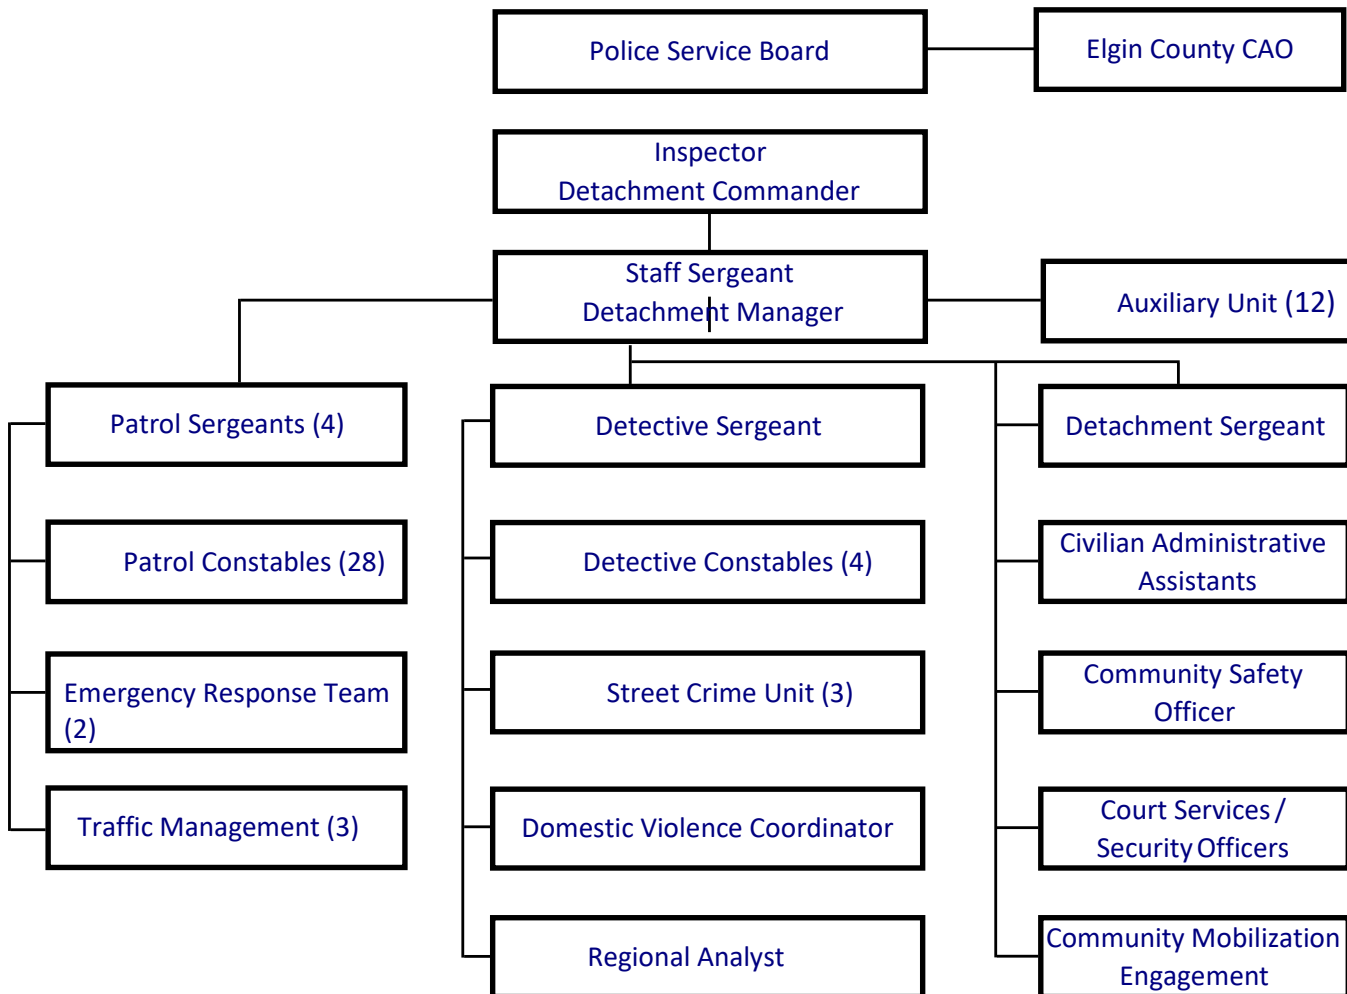 Police Service Board
Elgin County CAO
Inspector
Detachment Commander
Staff Sergeant
Detachment Manager
Auxiliary Unit (12)
Patrol Sergeants (4)
Detective Sergeant
Detachment Sergeant
Patrol Constables (28)
Detective Constables (4)
Civilian Administrative
Assistants
Emergency Response Team
(2)
Street Crime Unit (3)
Community Safety
Officer
Traffic Management (3)
Domestic Violence Coordinator
Court Services /
Security Officers
Regional Analyst
Community Mobilization
Engagement